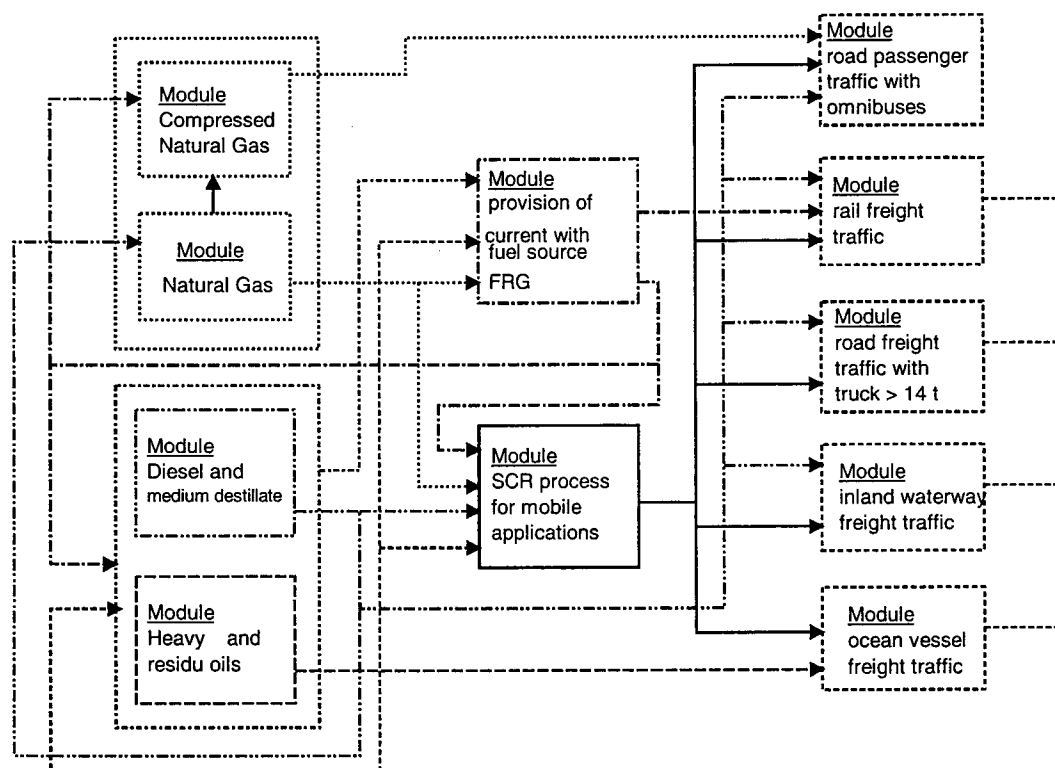 Module
Compressed
Natural Gas
Module
Natural Gas
Module
Diesel and
medium destillate
Module
Heavy and
residu oils
Module
provision of
current with
fuel source
FRG
Module
SCR process
for mobile
applications
Module
road passenger
traffic with
omnibuses
Module
rail freight
traffic
Module
road freight
traffic with
truck > 14 t
Module
inland waterway
freight traffic
Module
ocean vessel
freight traffic